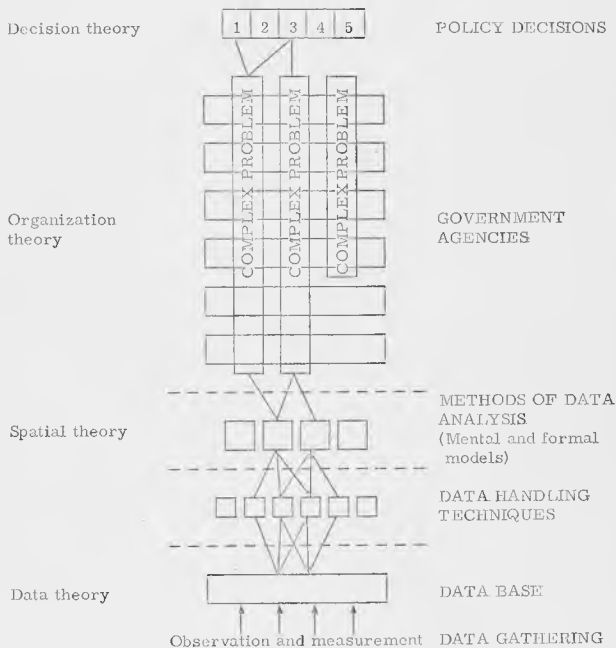 Decision theory
1 2 3 4 5
POLICY DECISIONS
COMPLEX PROBLEM
COMPLEX PROBLEM
COMPLEX PROBLEM
Organization
theory
GOVERNMENT
AGENCIES
METHODS OF DATA
ANALYSIS
(Mental and formal
models)
Spatial theory
DATA HANDLING
TECHNIQUES
Data theory
DATA BASE
Observation and measurement
DATA GATHERING